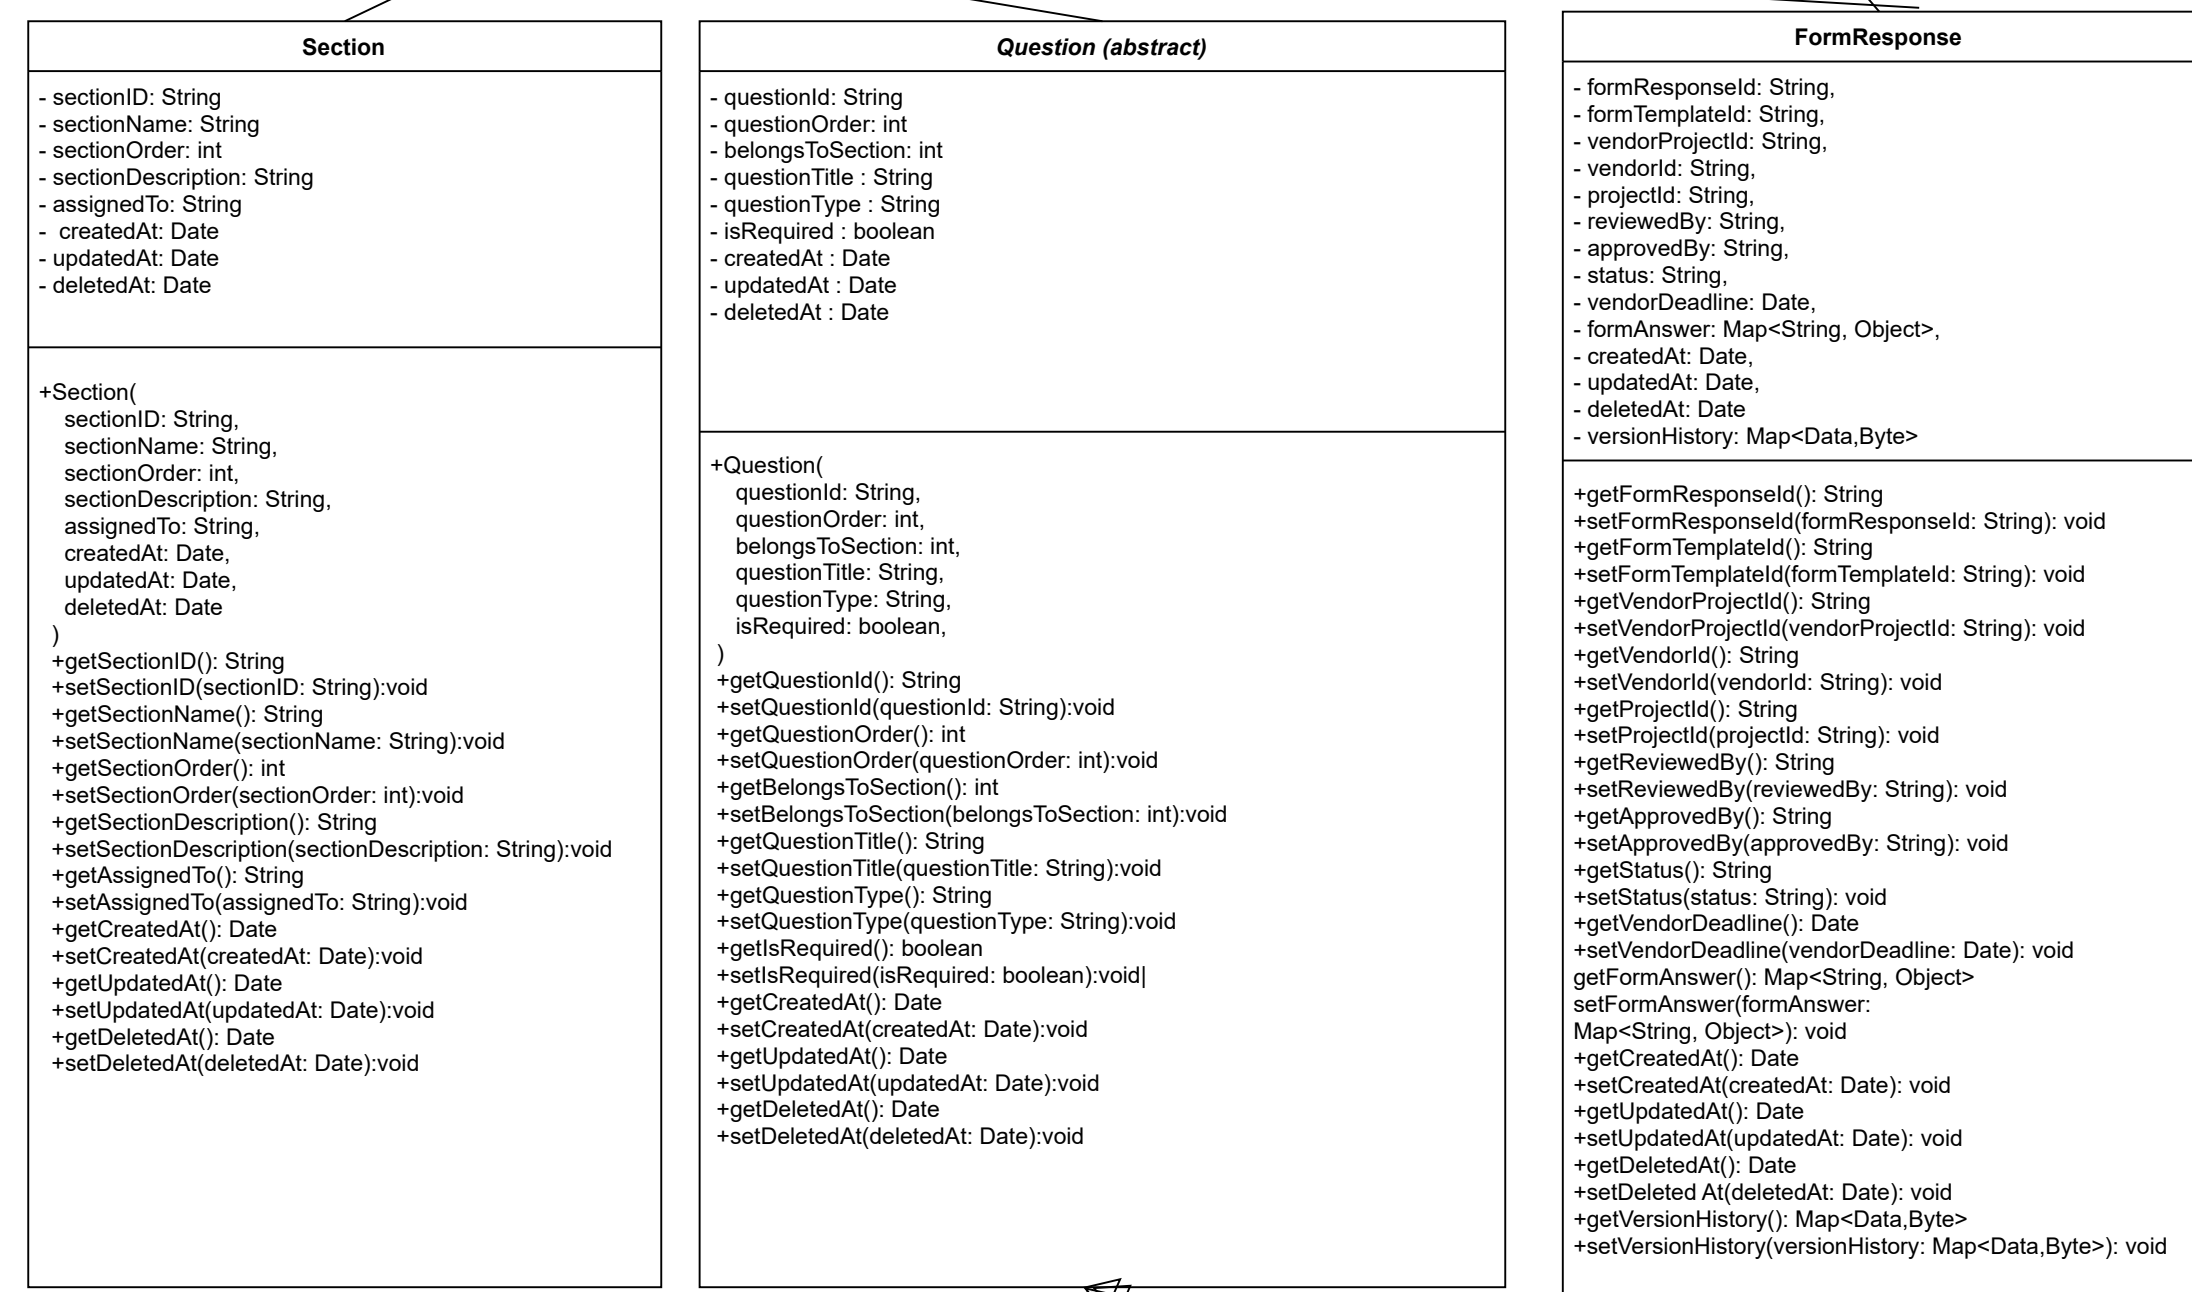 Section
- sectionID: String
- sectionName: String
- sectionOrder: int
- sectionDescription: String
- assignedTo: String
-  createdAt: Date
- updatedAt: Date
- deletedAt: Date
+Section(
sectionID: String,
sectionName: String,
sectionOrder: int,
sectionDescription: String,
assignedTo: String,
createdAt: Date,
updatedAt: Date,
deletedAt: Date
)
+getSectionID(): String
+setSectionID(sectionID: String):void
+getSectionName(): String
+setSectionName(sectionName: String):void
+getSectionOrder(): int
+setSectionOrder(sectionOrder: int):void
+getSectionDescription(): String
+setSectionDescription(sectionDescription: String):void
+getAssignedTo(): String
+setAssignedTo(assignedTo: String):void
+getCreatedAt(): Date
+setCreatedAt(createdAt: Date):void
+getUpdatedAt(): Date
+setUpdatedAt(updatedAt: Date):void
+getDeletedAt(): Date
+setDeletedAt(deletedAt: Date):void
Question (abstract)
- questionId: String
- questionOrder: int
- belongsToSection: int
- questionTitle : String
- questionType : String
- isRequired : boolean
- createdAt : Date
- updatedAt : Date
- deletedAt : Date
+Question(
questionId: String,
questionOrder: int,
belongsToSection: int,
questionTitle: String,
questionType: String,
isRequired: boolean,
)
+getQuestionId(): String
+setQuestionId(questionId: String):void
+getQuestionOrder(): int
+setQuestionOrder(questionOrder: int):void
+getBelongsToSection(): int
+setBelongsToSection(belongsToSection: int):void
+getQuestionTitle(): String
+setQuestionTitle(questionTitle: String):void
+getQuestionType(): String
+setQuestionType(questionType: String):void
+getIsRequired(): boolean
+setIsRequired(isRequired: boolean):void|
+getCreatedAt(): Date
+setCreatedAt(createdAt: Date):void
+getUpdatedAt(): Date
+setUpdatedAt(updatedAt: Date):void
+getDeletedAt(): Date
+setDeletedAt(deletedAt: Date):void
FormResponse
- formResponseId: String,
- formTemplateId: String,
- vendorProjectId: String,
- vendorId: String,
- projectId: String,
- reviewedBy: String,
- approvedBy: String,
- status: String,
- vendorDeadline: Date,
- formAnswer: Map<String, Object>,
- createdAt: Date,
- updatedAt: Date,
- deletedAt: Date
- versionHistory: Map<Data,Byte>
+getFormResponseId(): String
+setFormResponseId(formResponseId: String): void
+getFormTemplateId(): String
+setFormTemplateId(formTemplateId: String): void
+getVendorProjectId(): String
+setVendorProjectId(vendorProjectId: String): void
+getVendorId(): String
+setVendorId(vendorId: String): void
+getProjectId(): String
+setProjectId(projectId: String): void
+getReviewedBy(): String
+setReviewedBy(reviewedBy: String): void
+getApprovedBy(): String
+setApprovedBy(approvedBy: String): void
+getStatus(): String
+setStatus(status: String): void
+getVendorDeadline(): Date
+setVendorDeadline(vendorDeadline: Date): void
getFormAnswer(): Map<String, Object>
setFormAnswer(formAnswer:
Map<String, Object>): void
+getCreatedAt(): Date
+setCreatedAt(createdAt: Date): void
+getUpdatedAt(): Date
+setUpdatedAt(updatedAt: Date): void
+getDeletedAt(): Date
+setDeleted At(deletedAt: Date): void
+getVersionHistory(): Map<Data,Byte>
+setVersionHistory(versionHistory: Map<Data,Byte>): void